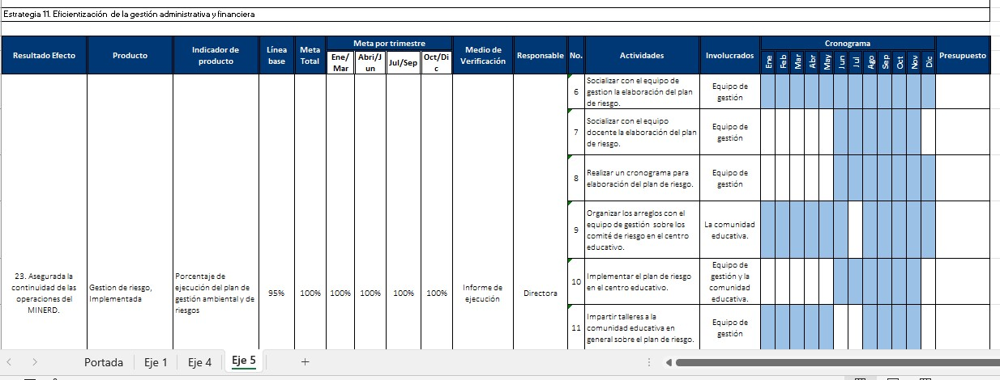 Estrategia 11. Eficientización de la gestión administrativa y financiera
Resultado Efecto
Producto
Indicador de
producto
Línea
base
Meta
Total
Meta por trimestre
Ene/
Mar
Abri/J
un
Jul/Sep
Oct/Di
c
Medio de
Verificación
Responsable
No.
Actividades
Involucrados
Cronograma
Ene
Feb
Mar
Abr
May
Jun
Jul
Ago
Sep
Oct
Nov
Dic
Presupuesto
6
Socializar con el equipo de
gestion la elaboración del plan
de riesgo.
Equipo de
gestión
7
Socializar con el equipo
docente la elaboración del plan
de riesgo.
Equipo de
gestión
8
Realizar un cronograma para
elaboración del plan de riesgo.
Equipo de
gestión
9
Organizar los arreglos con el
equipo de gestión sobre los
comité de riesgo en el centro
educativo.
La comunidad
educativa.
23. Asegurada la
continuidad de las
operaciones del
MINERD.
Gestion de riesgo,
Implementada
Porcentaje de
ejecución del plan de
gestión ambiental y de
riesgos
95%
100%
100%
100%
100%
100%
Informe de
ejecución
Directora
10
Implementar el plan de riesgo
en el centro educativo.
Equipo de
gestión y la
comunidad
educativa.
11
Impartir talleres a la
comunidad educativa en
general sobre el plan de riesgo.
Equipo de
gestión
Portada
Eje 1
Eje 4
Eje 5